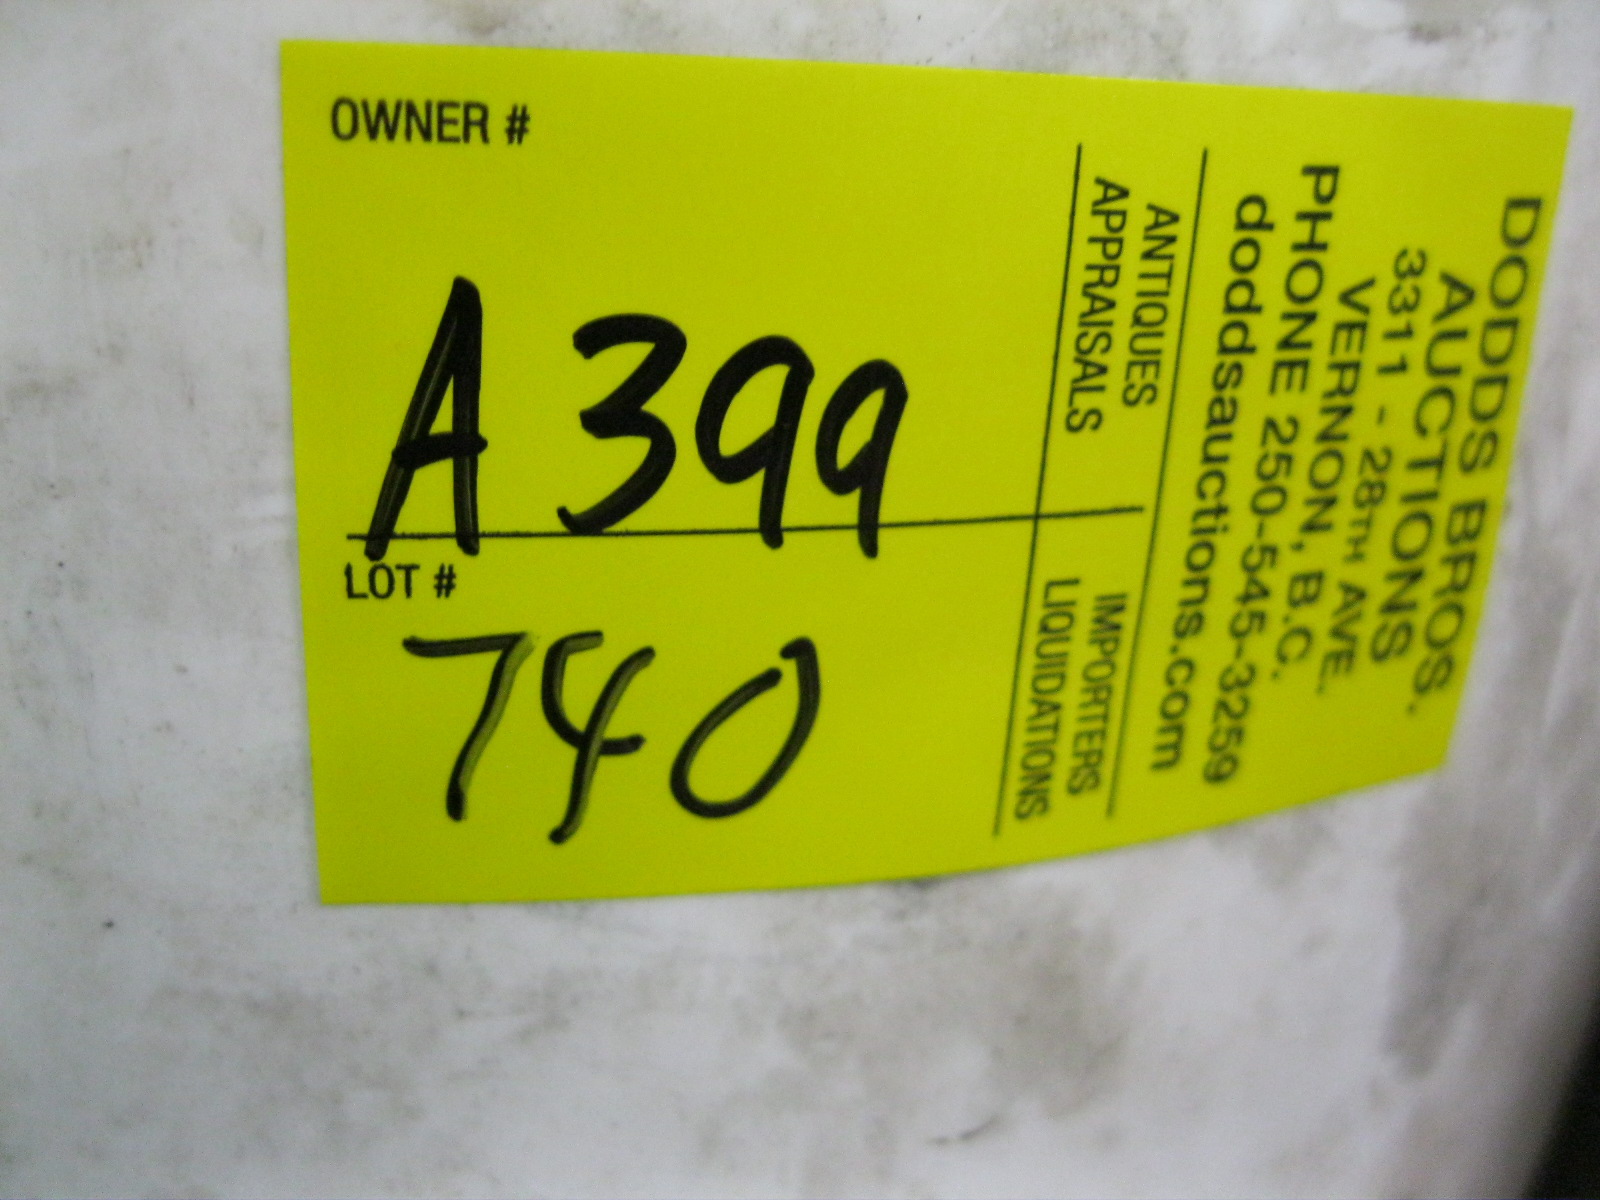 OWNER #
A 399
LOT #
740
DODDS BROS.
AUCTIONS
3311 - 28TH AVE.
VERNON, B.C.
PHONE 250-545-3259
doddsauctions.com
ANTIQUES
APPRAISALS
IMPORTERS
LIQUIDATIONS